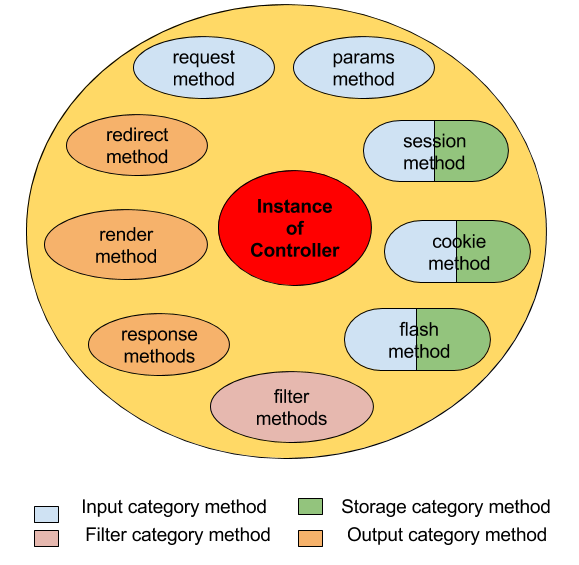 request
method
params
method
redirect
method
session
method
Instance
of
Controller
render
method
cookie
method
response
methods
flash
method
filter
methods
Input category method
Storage category method
Filter category method
Output category method